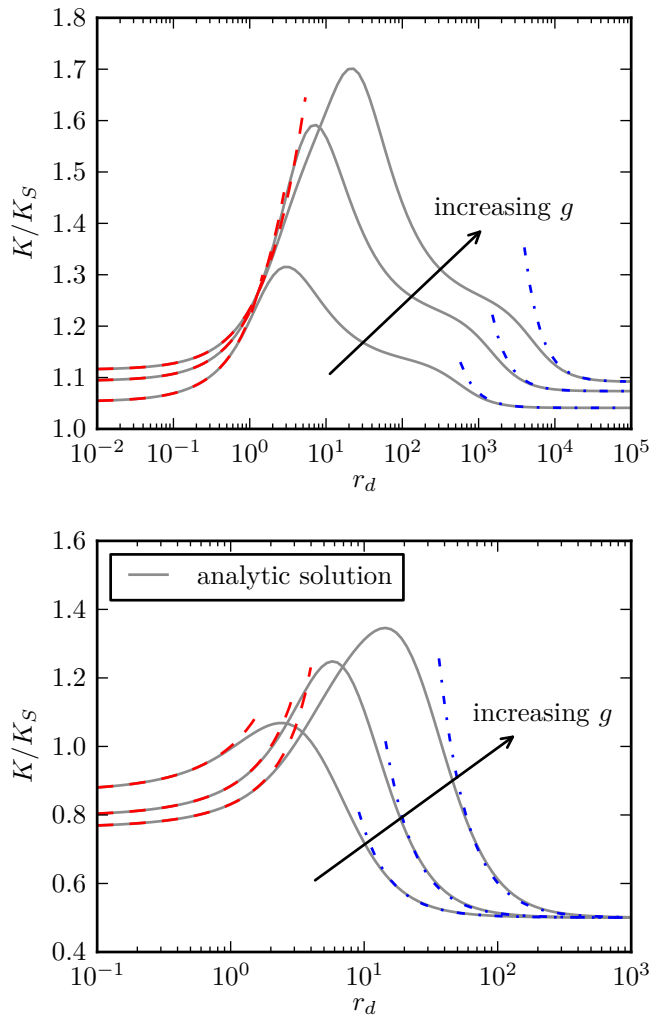 1.8
1.7
1.6
1.5
1.4
1.3
1.2
1.1
1.0
K/K_S
increasing g
10^{-2} 10^{-1} 10^0 10^1 10^2 10^3 10^4 10^5
r_d
1.6
1.4
1.2
1.0
0.8
0.6
0.4
K/K_S
analytic solution
increasing g
10^{-1} 10^0 10^1 10^2 10^3
r_d